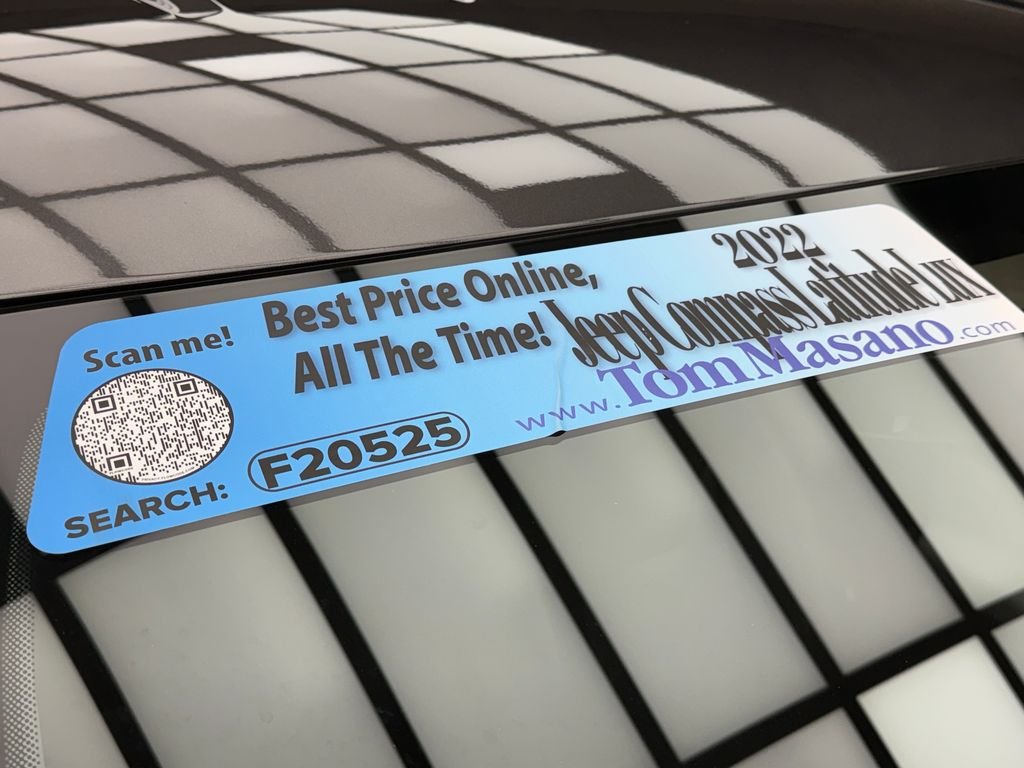 Scan me!
SEARCH:
F20525
Best Price Online,
All The Time!
2022
Jeep Compass Latitude Lux
www.TomMasano.com